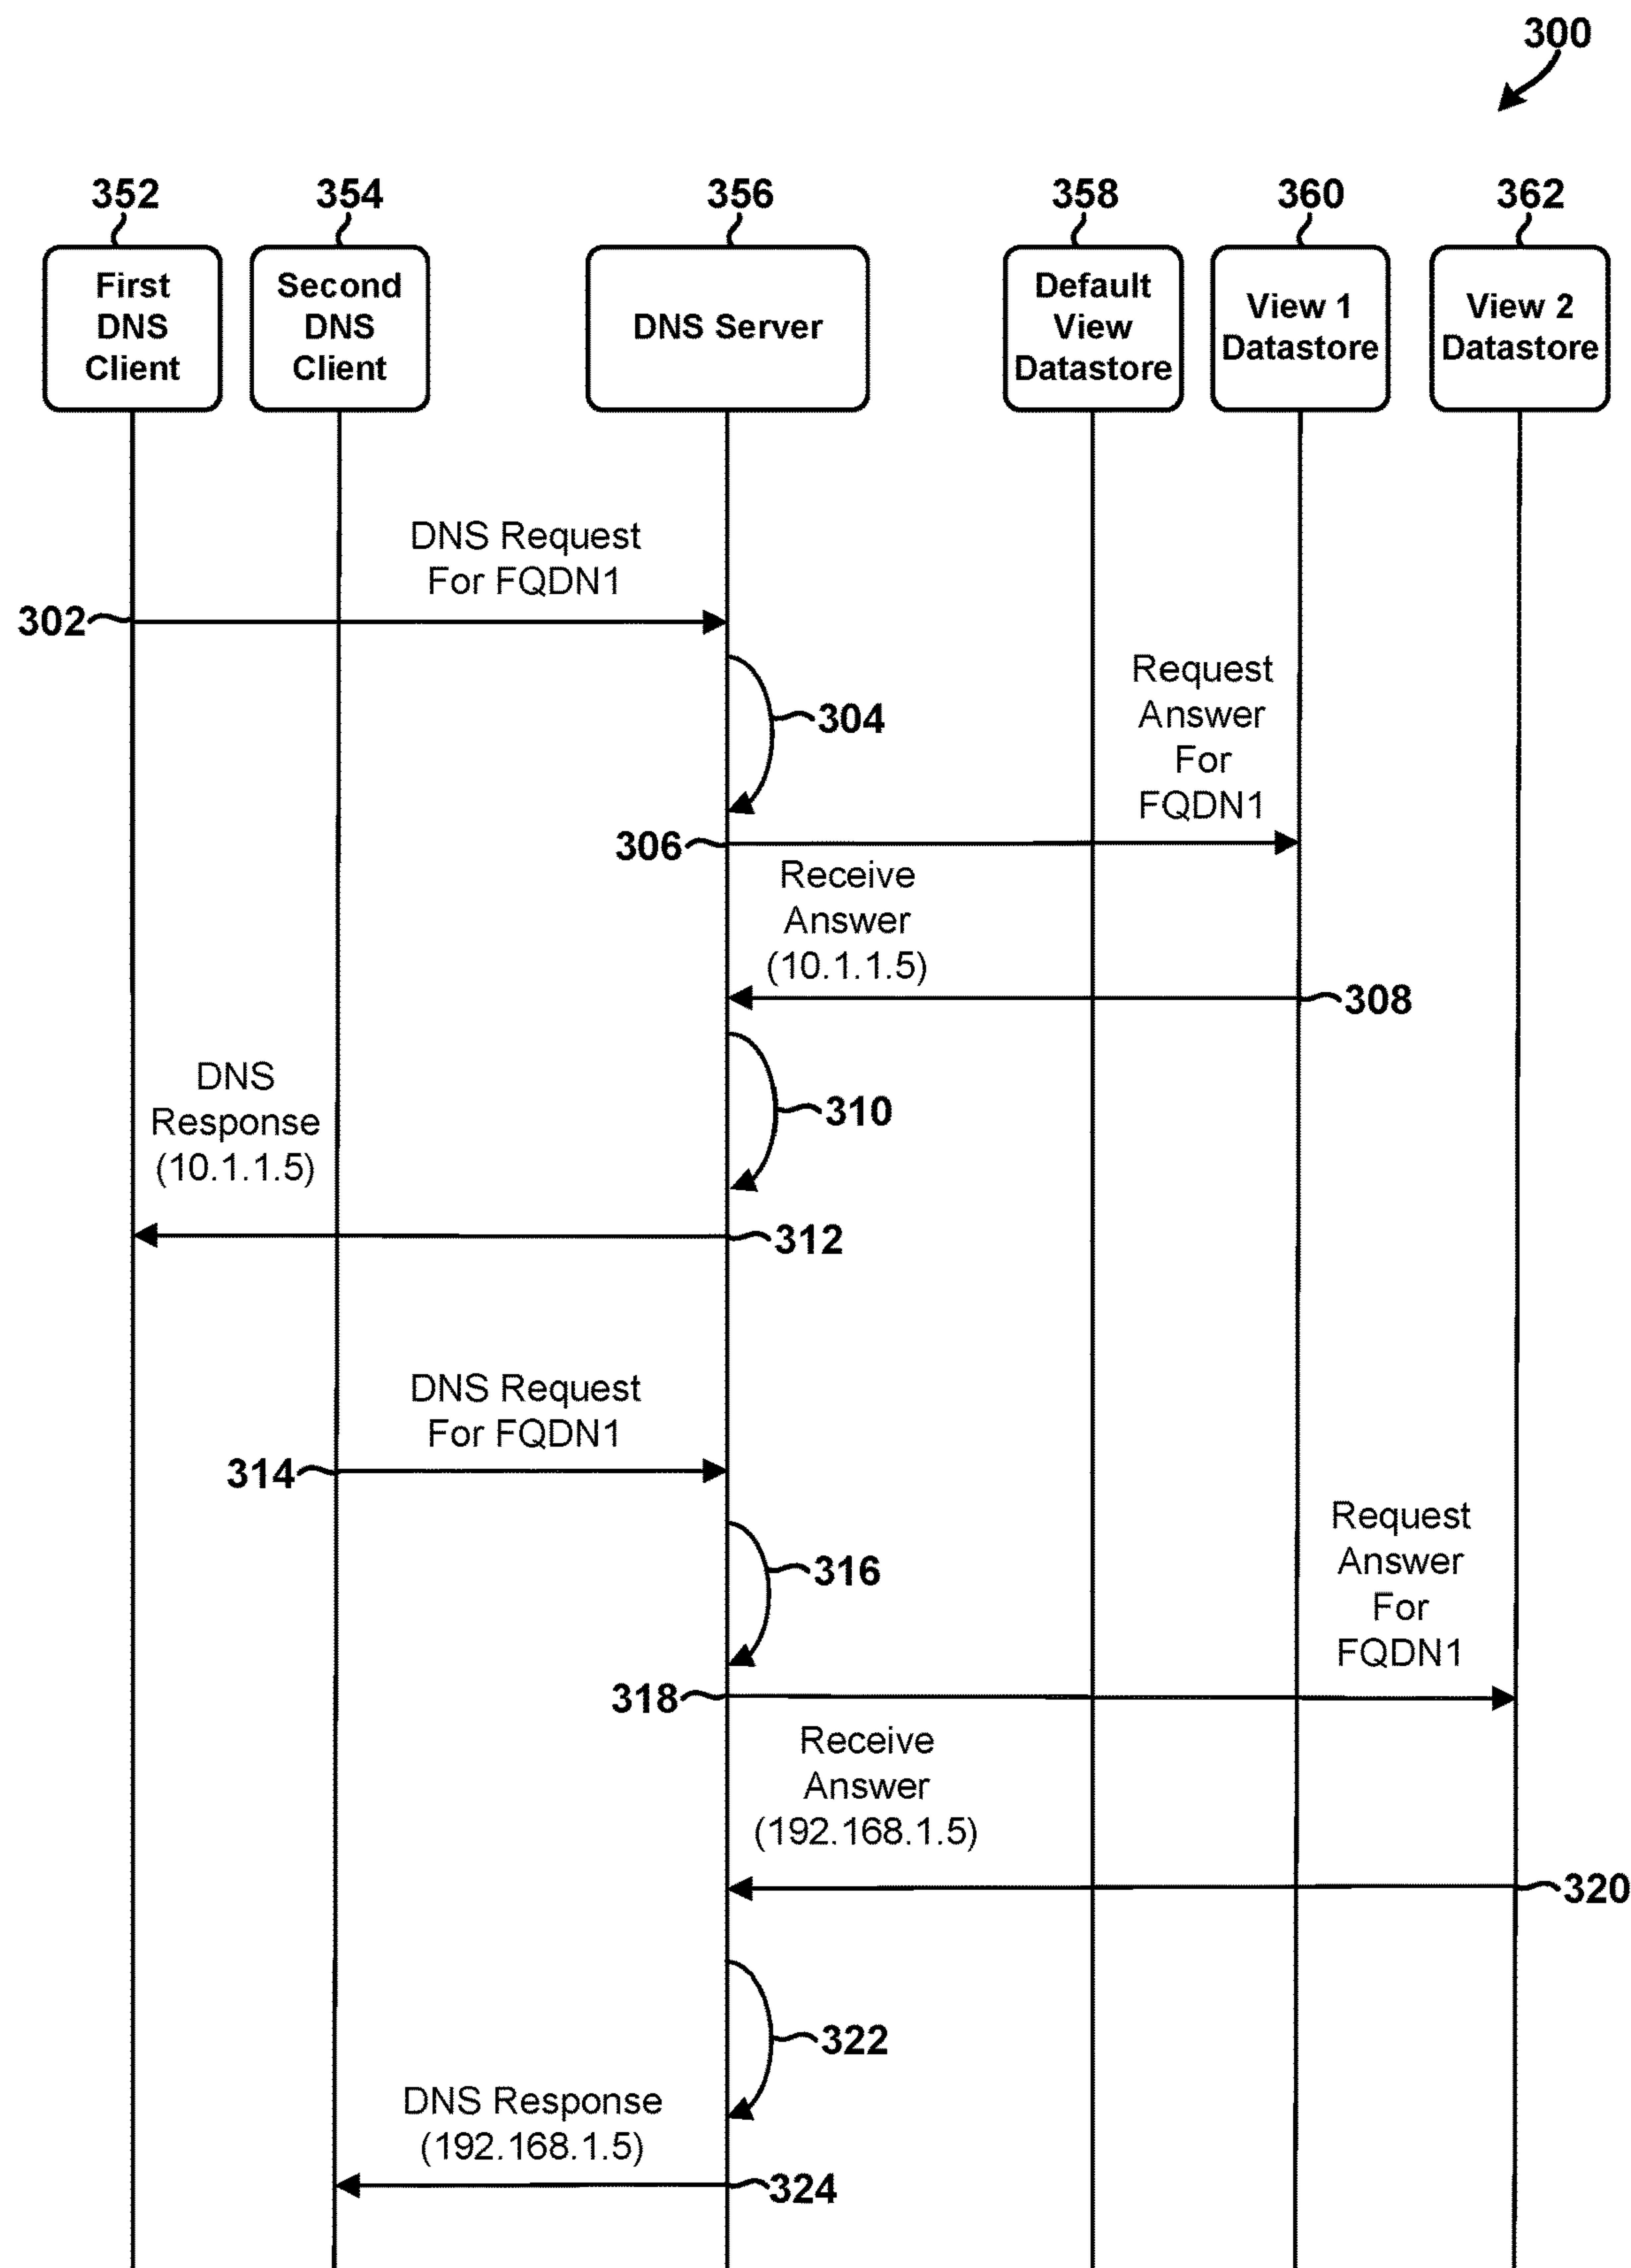 300
352
354
356
358
360
362
First
DNS
Client
Second
DNS
Client
DNS Server
Default
View
Datastore
View 1
Datastore
View 2
Datastore
DNS Request
For FQDN1
302
304
Request
Answer
For
FQDN1
306
Receive
Answer
(10.1.1.5)
308
310
DNS
Response
(10.1.1.5)
312
DNS Request
For FQDN1
314
316
Request
Answer
For
FQDN1
318
Receive
Answer
(192.168.1.5)
320
322
DNS Response
(192.168.1.5)
324